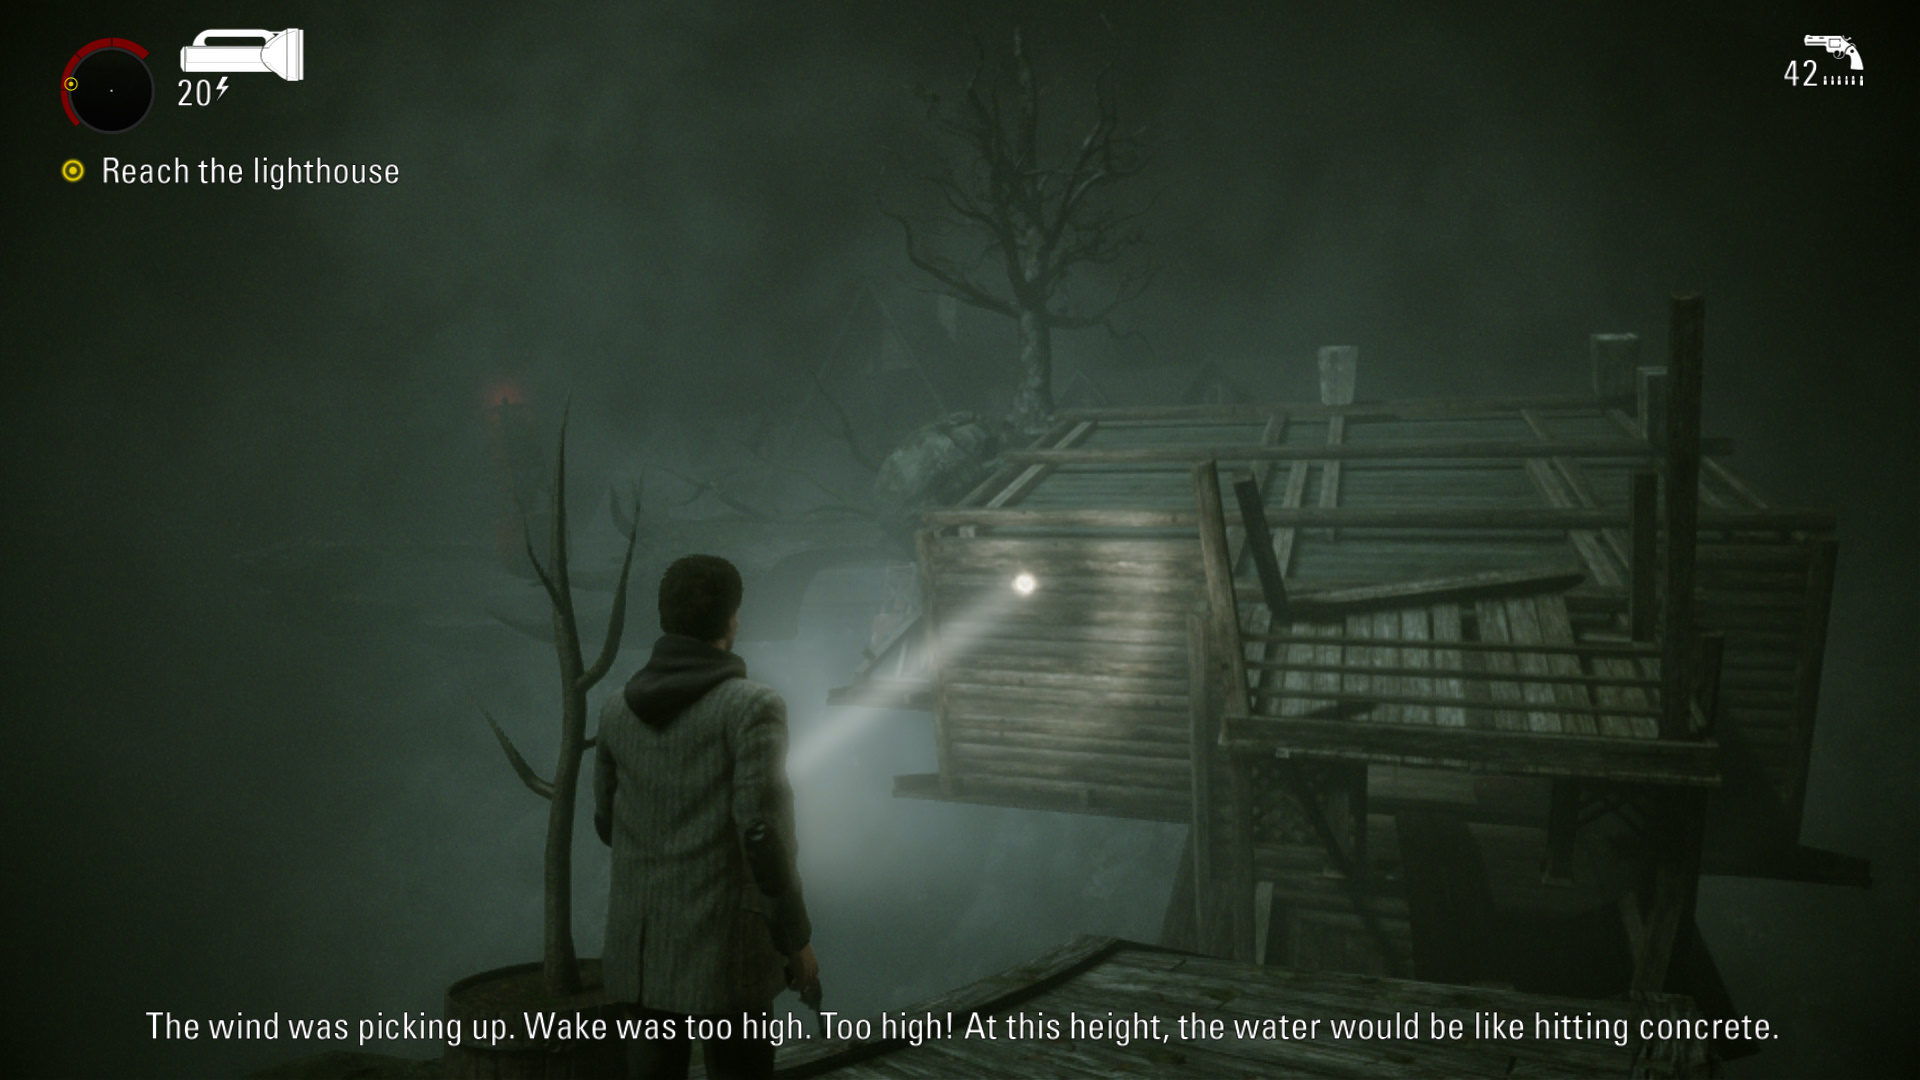 20
42
Reach the lighthouse
The wind was picking up. Wake was too high. Too high! At this height, the water would be like hitting concrete.